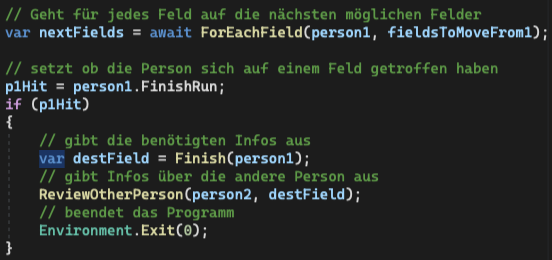 // Geht für jedes Feld auf die nächsten möglichen Felder
var nextFields = await ForEachField(person1, fieldsToMoveFrom1);
// setzt ob die Person sich auf einem Feld getroffen haben
p1Hit = person1.FinishRun;
if (p1Hit)
{
// gibt die benötigten Infos aus
var destField = Finish(person1);
// gibt Infos über die andere Person aus
ReviewOtherPerson(person2, destField);
// beendet das Programm
Environment.Exit(0);
}